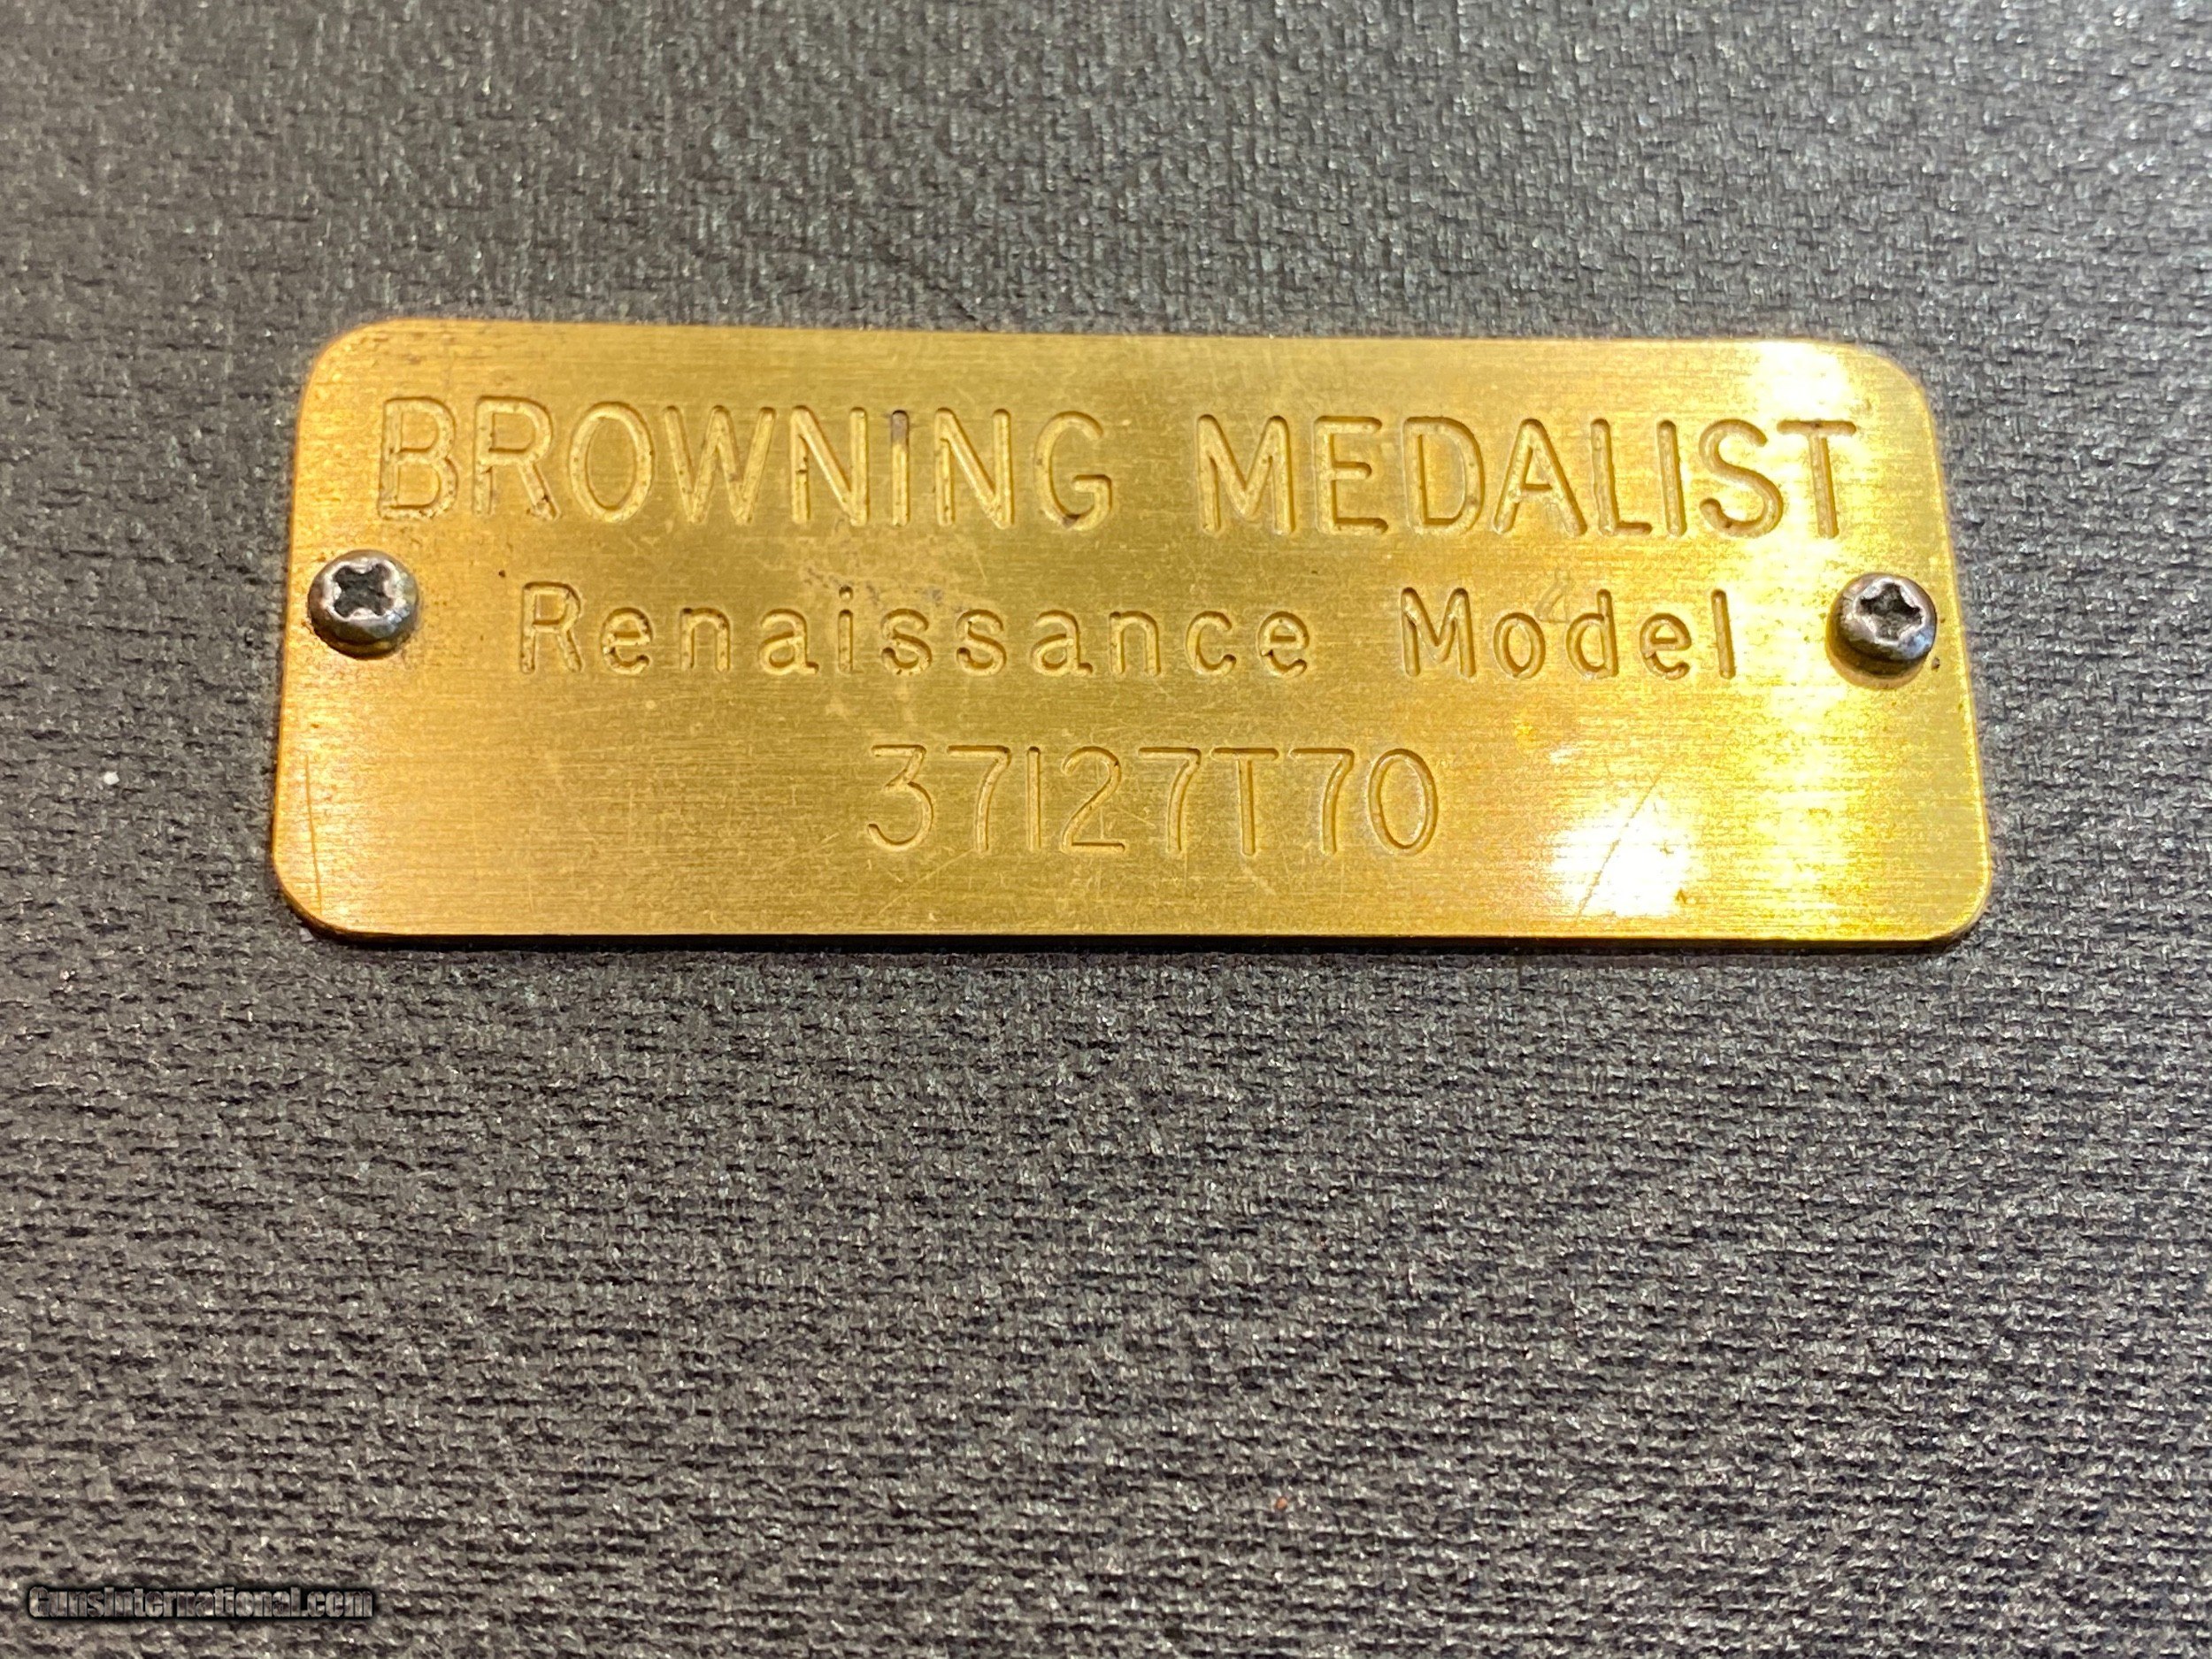 BROWNING MEDALIST
Renaissance Model
37127T70
GunsInternational.com